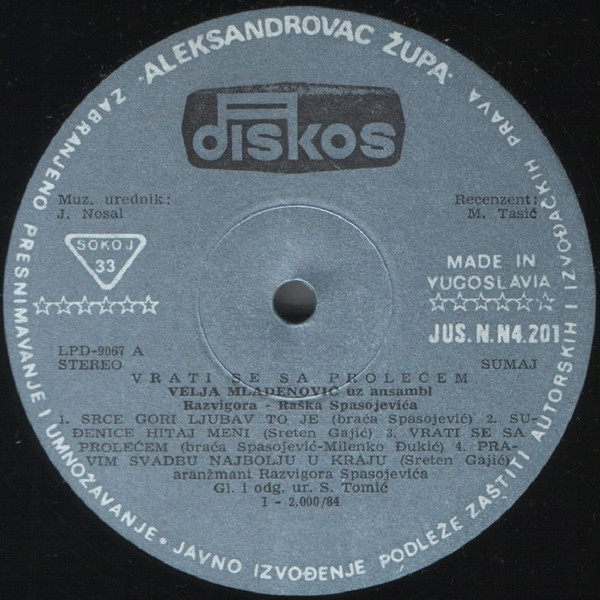 "ALEKSANDROVAC ŽUPA"
ZABRANJENO PRESNIMAVANJE I UMNOŽAVANJE • JAVNO IZVOĐENJE PODLEŽE ZAŠTITI AUTORSKIH I IZVOĐAČKIH PRAVA
diskos
Muz. urednik:
J. Nosal
Recenzent:
M. Tasić
SOKOJ
33
MADE IN
YUGOSLAVIA
JUS. N.N4.201
LPD-9067 A
STEREO
SUMAJ
VRATI SE SA PROLEĆEM
VELJA MLADENOVIĆ uz ansambl
Razvigora - Raška Spasojevića
1. SRCE GORI LJUBAV TO JE (braća Spasojević) 2. SU-
ĐENICE HITAJ MENI (Sreten Gajić) 3. VRATI SE SA
PROLEĆEM (braća Spasojević-Milenko Đukić) 4. PRA-
VIM SVADBU NAJBOLJU U KRAJU (Sreten Gajić)
aranžmani Razvigora Spasojevića
Gl. i odg. ur. S. Tomić
I - 2.000/84